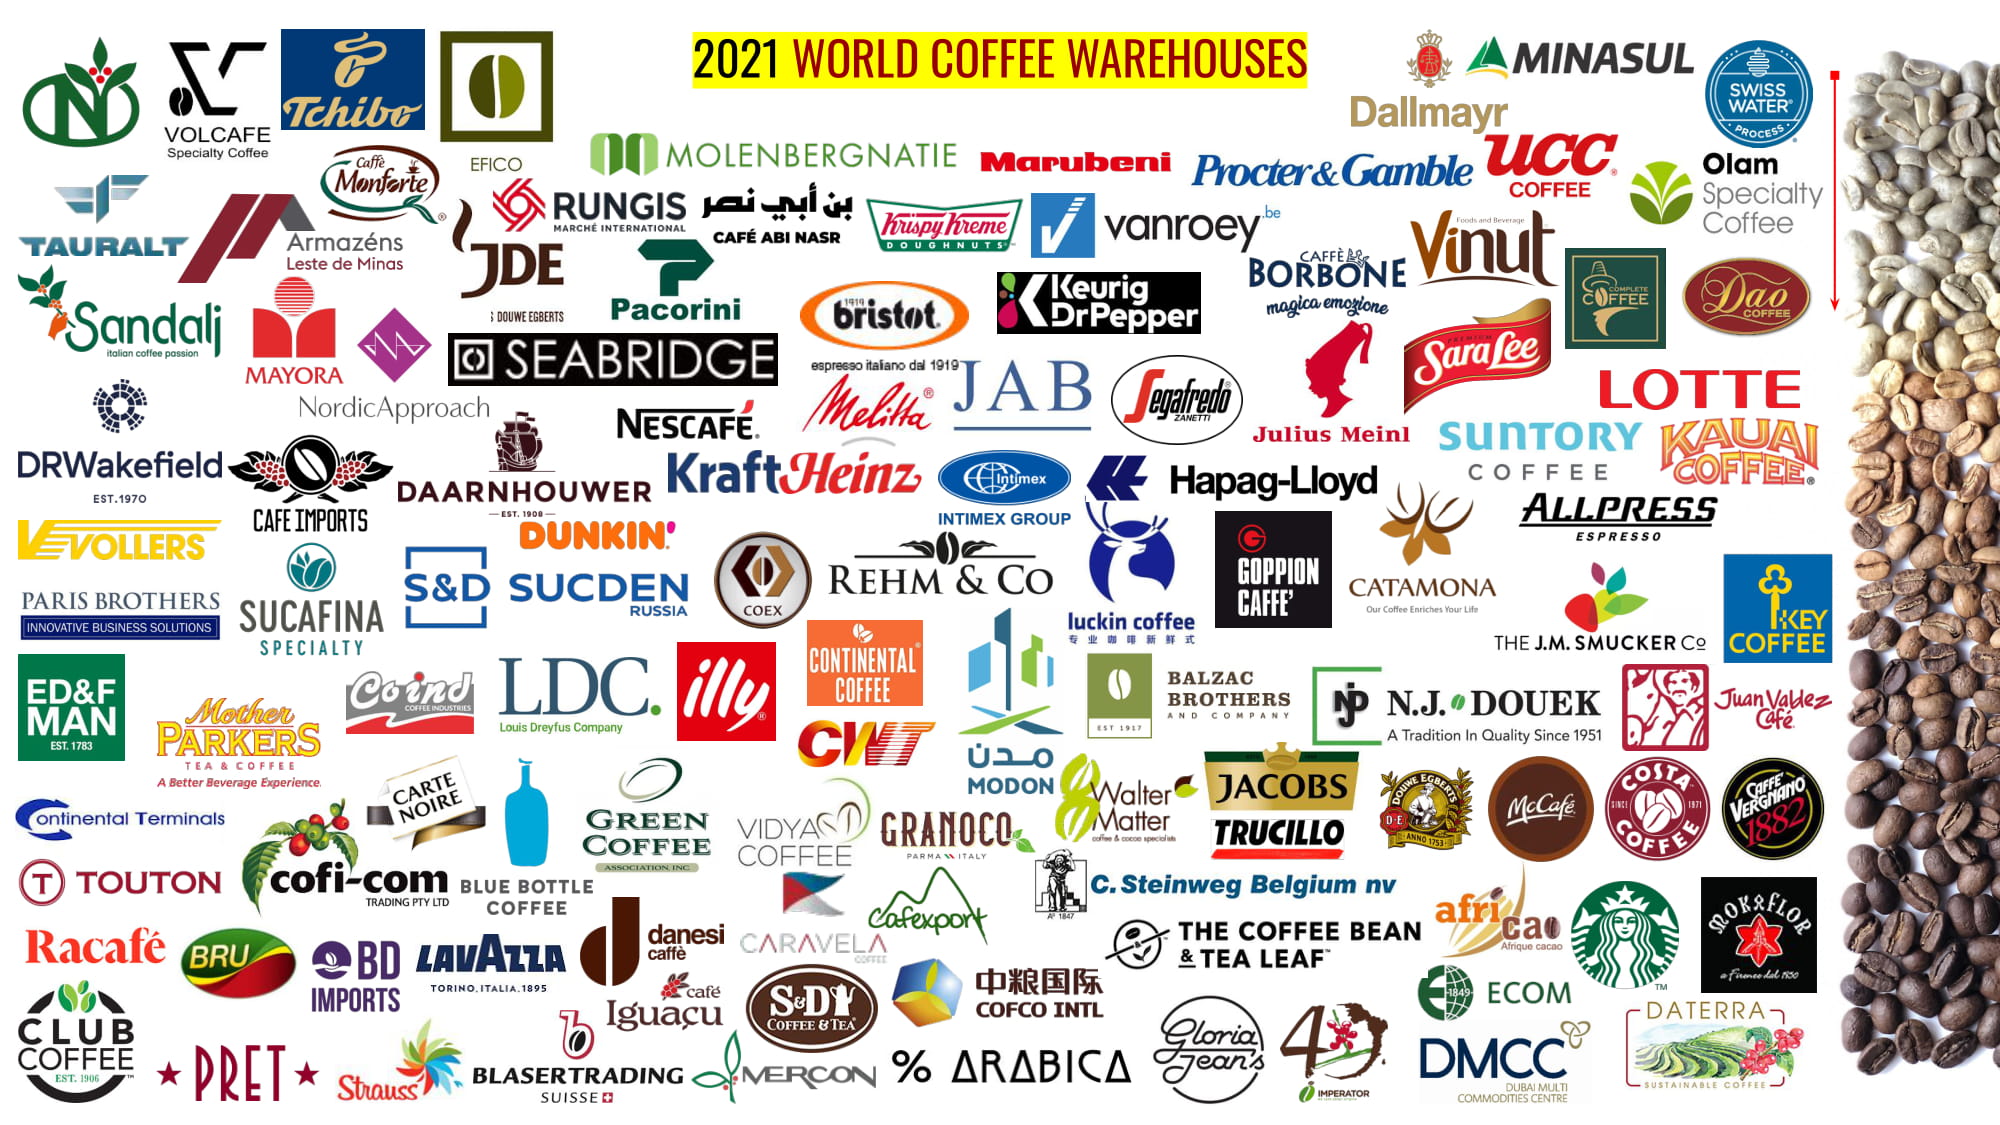 2021 WORLD COFFEE WAREHOUSES
N
VOLCAFE
Specialty Coffee
Tchibo
EFICO
MOLENBERGNATIE
Marubeni
Procter & Gamble
Dallmayr
MINASUL
UCC
COFFEE
SWISS
WATER®
PROCESS
Olam
Specialty
Coffee
TAURALT
Armazéns
Leste de Minas
Caffè
Monforte
JDE
DOUWE EGBERTS
RUNGIS
MARCHÉ INTERNATIONAL
بن أبي نصر
CAFÉ ABI NASR
Krispy Kreme
DOUGHNUTS
vanroey.be
CAFFÈ
BORBONE
magica emozione
Foods and Beverage
Vinut
COMPLETE
COFFEE
Dao
COFFEE
Sandalj
italian coffee passion
MAYORA
Pacorini
SEABRIDGE
1919
bristot.
espresso italiano dal 1919
Keurig
DrPepper
PREMIUM
Sara Lee
LOTTE
NordicApproach
NESCAFÉ.
Melitta®
JAB
Segafredo
ZANETTI
Julius Meinl
SUNTORY
COFFEE
KAUAI
COFFEE®
DRWakefield
EST.1970
CAFE IMPORTS
DAARNHOUWER
EST. 1908
KraftHeinz
Intimex
INTIMEX GROUP
Hapag-Lloyd
ALLPRESS
ESPRESSO
VOLLERS
DUNKIN'
COEX
REHM & CO
luckin coffee
专业咖啡新鲜式
G
GOPPION
CAFFE'
CATAMONA
Our Coffee Enriches Your Life
THE J.M. SMUCKER Co
KEY
COFFEE
PARIS BROTHERS
INNOVATIVE BUSINESS SOLUTIONS
SUCAFINA
SPECIALTY
S&D
SUCDEN
RUSSIA
ED&F
MAN
EST. 1783
Mother
PARKERS
TEA & COFFEE
A Better Beverage Experience.
Coind
COFFEE INDUSTRIES
LDC.
Louis Dreyfus Company
illy®
CONTINENTAL®
COFFEE
CWT
مدن
MODON
BALZAC
BROTHERS
AND COMPANY
EST 1917
NJD
N.J. DOUEK
A Tradition In Quality Since 1951
Juan Valdez
Café
Continental Terminals
CARTE
NOIRE
BLUE BOTTLE
COFFEE
GREEN
COFFEE
ASSOCIATION, INC.
VIDYA
COFFEE
GRANOCO
PARMA ITALY
Walter
Matter
coffee & cocoa specialists
JACOBS
TRUCILLO
DOUWE EGBERTS
D·E
ANNO 1753
McCafé
COSTA
SINCE 1971
COFFEE
CAFFÈ
VERGNANO
1882
T
TOUTON
cofi-com
TRADING PTY LTD
CARAVELA
COFFEE
Cafexport
Aº 1847
C. Steinweg Belgium nv
THE COFFEE BEAN
& TEA LEAF™
africao
Afrique cacao
™
MOKAFLOR
a Firenze dal 1950
Racafé
BRU
BD
IMPORTS
LAVAZZA
TORINO, ITALIA, 1895
danesi
caffè
café
Iguaçu
S&D
COFFEE & TEA
中粮国际
COFCO INTL
Gloria
Jean's
40
IMPERATOR
1849
ECOM
DMCC
DUBAI MULTI
COMMODITIES CENTRE
DATERRA
SUSTAINABLE COFFEE
CLUB
COFFEE
EST. 1906
PRET
Strauss
BLASERTRADING
SUISSE
MERCON
% ARABICA